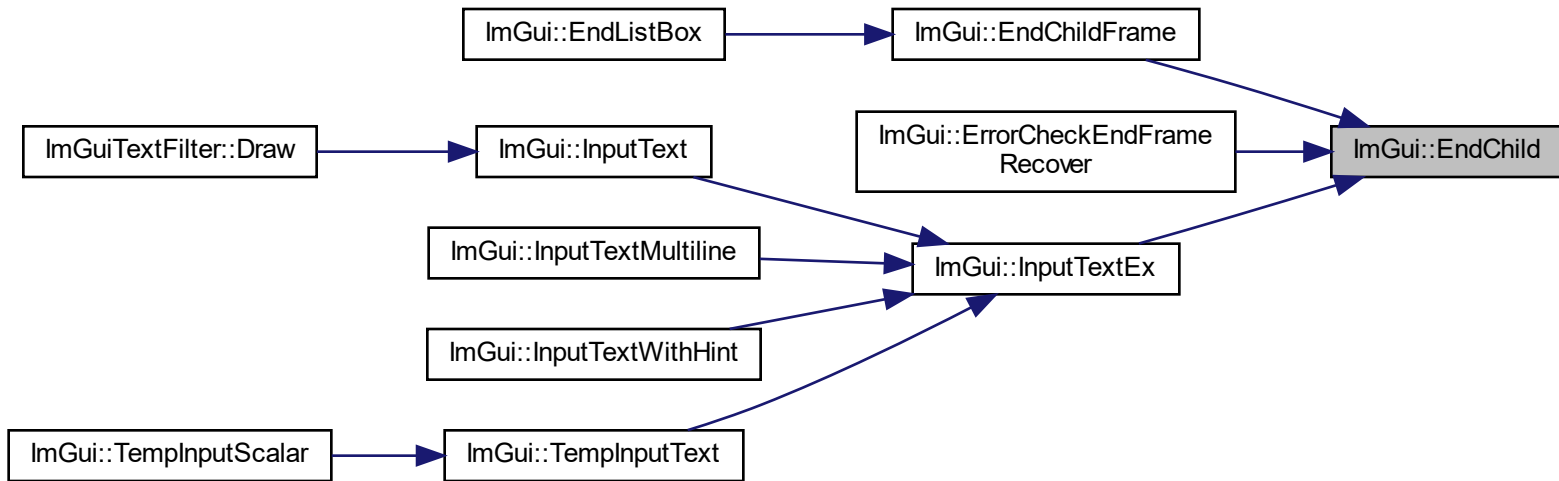 ImGui::EndListBox
ImGui::EndChildFrame
ImGuiTextFilter::Draw
ImGui::InputText
ImGui::ErrorCheckEndFrame
Recover
ImGui::EndChild
ImGui::InputTextMultiline
ImGui::InputTextEx
ImGui::InputTextWithHint
ImGui::TempInputScalar
ImGui::TempInputText